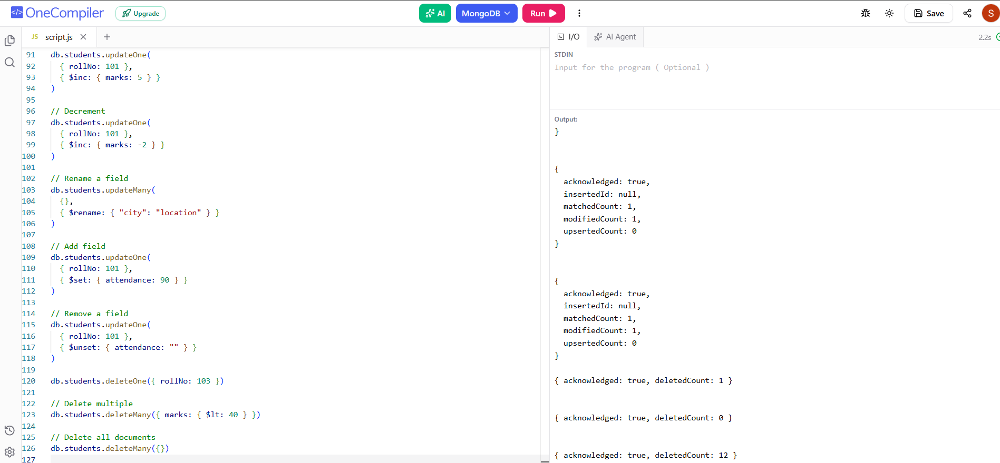 </> OneCompiler
Upgrade
AI
MongoDB
Run
Save
S
JS script.js
I/O
AI Agent
2.2s
91 db.students.updateOne(
92 { rollNo: 101 },
93 { $inc: { marks: 5 } }
94 )
95
96 // Decrement
97 db.students.updateOne(
98 { rollNo: 101 },
99 { $inc: { marks: -2 } }
100 )
101
102 // Rename a field
103 db.students.updateMany(
104 {},
105 { $rename: { "city": "location" } }
106 )
107
108 // Add field
109 db.students.updateOne(
110 { rollNo: 101 },
111 { $set: { attendance: 90 } }
112 )
113
114 // Remove a field
115 db.students.updateOne(
116 { rollNo: 101 },
117 { $unset: { attendance: "" } }
118 )
119
120 db.students.deleteOne({ rollNo: 103 })
121
122 // Delete multiple
123 db.students.deleteMany({ marks: { $lt: 40 } })
124
125 // Delete all documents
126 db.students.deleteMany({})
127
STDIN
Input for the program ( Optional )
Output:
}
{
acknowledged: true,
insertedId: null,
matchedCount: 1,
modifiedCount: 1,
upsertedCount: 0
}
{
acknowledged: true,
insertedId: null,
matchedCount: 1,
modifiedCount: 1,
upsertedCount: 0
}
{ acknowledged: true, deletedCount: 1 }
{ acknowledged: true, deletedCount: 0 }
{ acknowledged: true, deletedCount: 12 }